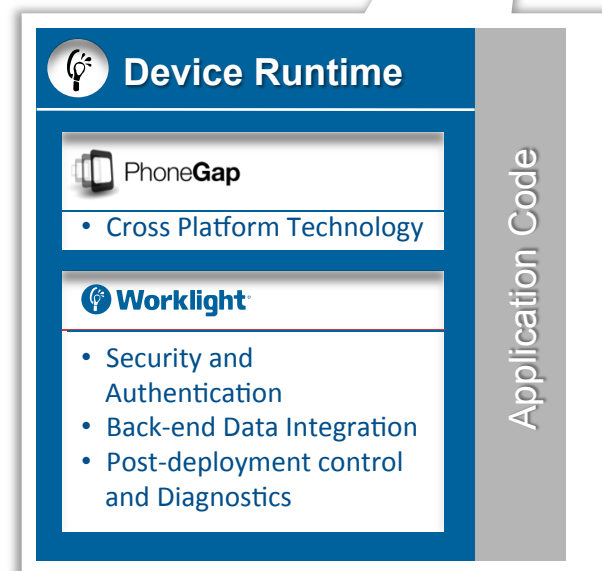 Device Runtime
PhoneGap
• Cross Platform Technology
Worklight
• Security and
Authentication
• Back-end Data Integration
• Post-deployment control
and Diagnostics
Application Code